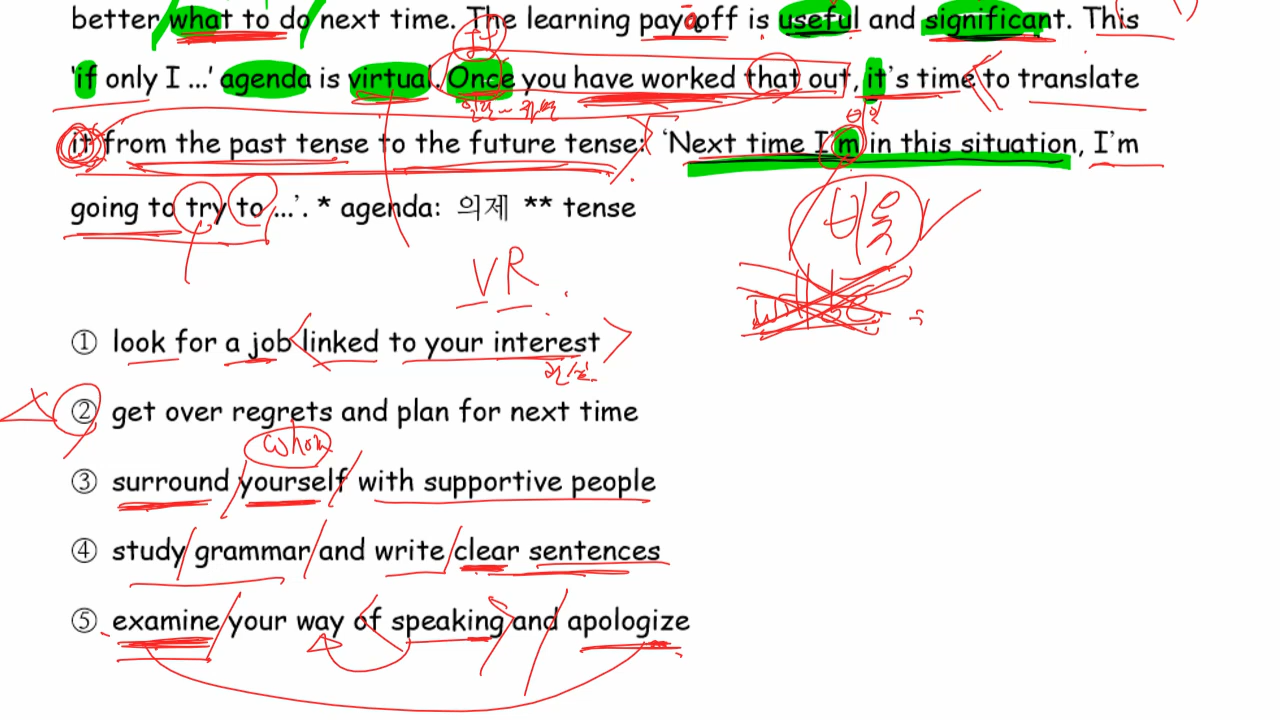 better what to do next time. The learning payoff is useful and significant. This
'if only I ...' agenda is virtual. Once you have worked that out, it's time to translate
it from the past tense to the future tense: 'Next time I'm in this situation, I'm
going to try to ...'. * agenda: 의제 ** tense
VR
① look for a job linked to your interest
② get over regrets and plan for next time
whom
③ surround yourself with supportive people
④ study grammar and write clear sentences
⑤ examine your way of speaking and apologize